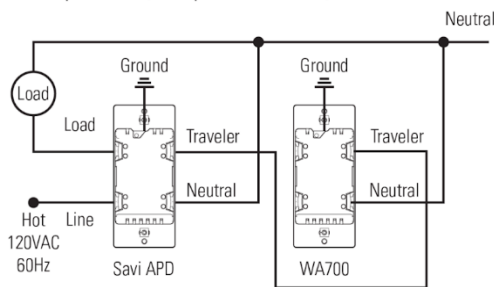 Neutral
Ground
Ground
Load
Load
Traveler
Traveler
Neutral
Neutral
Line
Hot
120VAC
60Hz
Savi APD
WA700